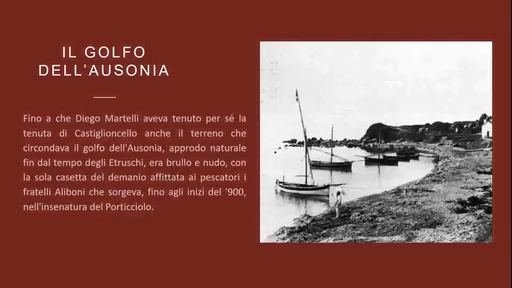 IL GOLFO
DELL'AUSONIA
Fino a che Diego Martelli aveva tenuto per sé la
tenuta di Castiglioncello anche il terreno che
circondava il golfo dell'Ausonia, approdo naturale
fin dal tempo degli Etruschi, era brullo e nudo, con
la sola casetta del demanio affittata ai pescatori i
fratelli Aliboni che sorgeva, fino agli inizi del '900,
nell'insenatura del Porticciolo.